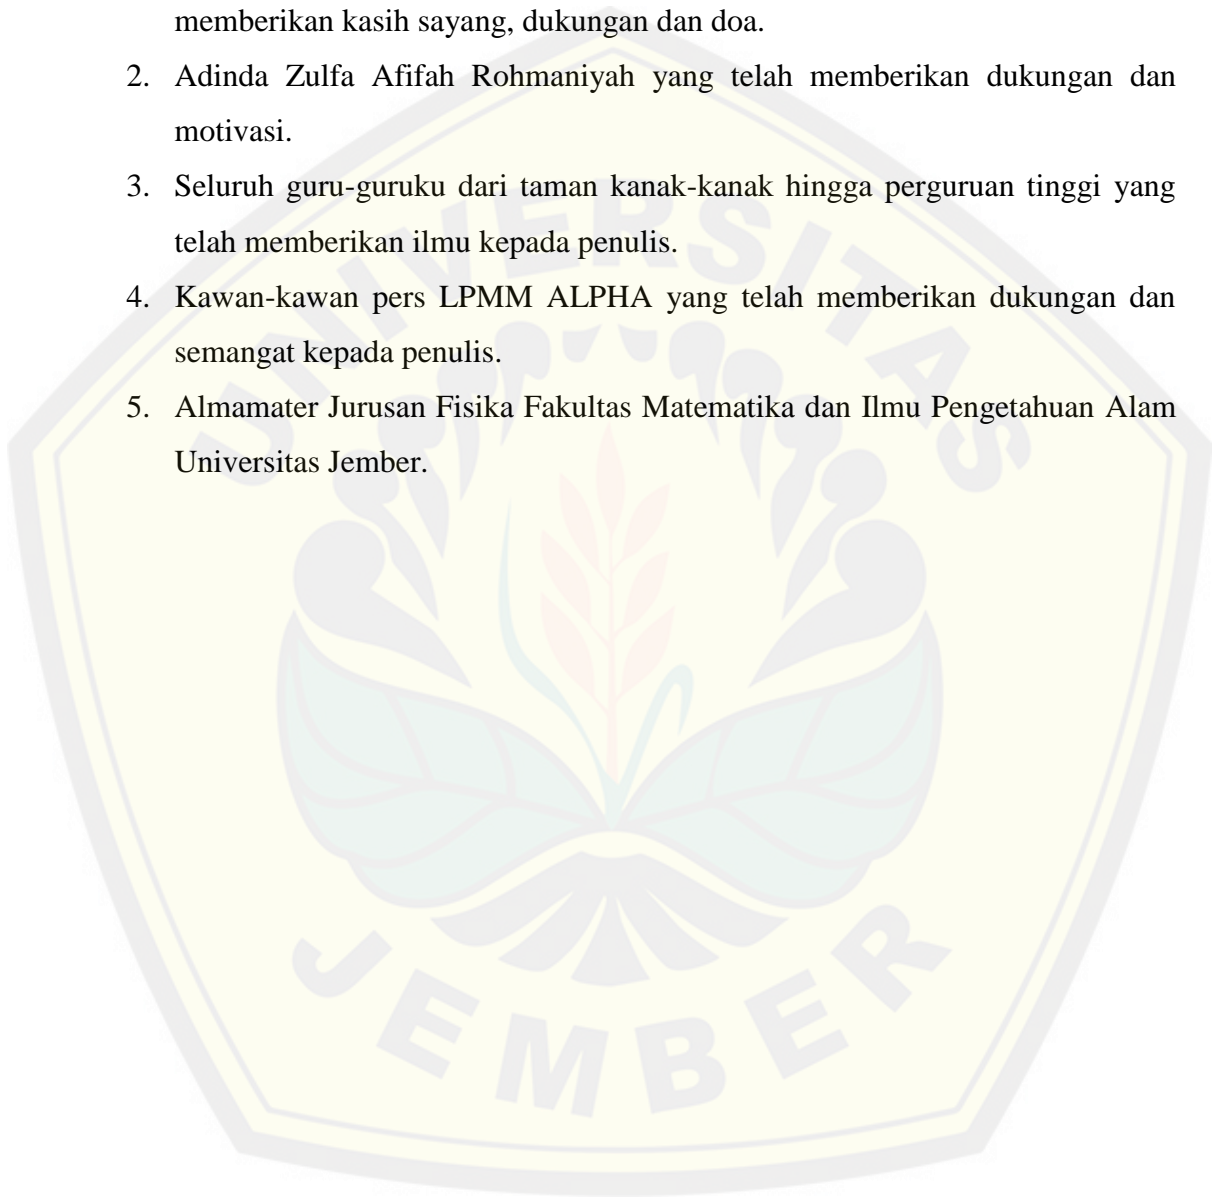 memberikan kasih sayang, dukungan dan doa.
2. Adinda Zulfa Afifah Rohmaniyah yang telah memberikan dukungan dan
motivasi.
3. Seluruh guru-guruku dari taman kanak-kanak hingga perguruan tinggi yang
telah memberikan ilmu kepada penulis.
4. Kawan-kawan pers LPMM ALPHA yang telah memberikan dukungan dan
semangat kepada penulis.
5. Almamater Jurusan Fisika Fakultas Matematika dan Ilmu Pengetahuan Alam
Universitas Jember.
UNIVERSITAS
JEMBER